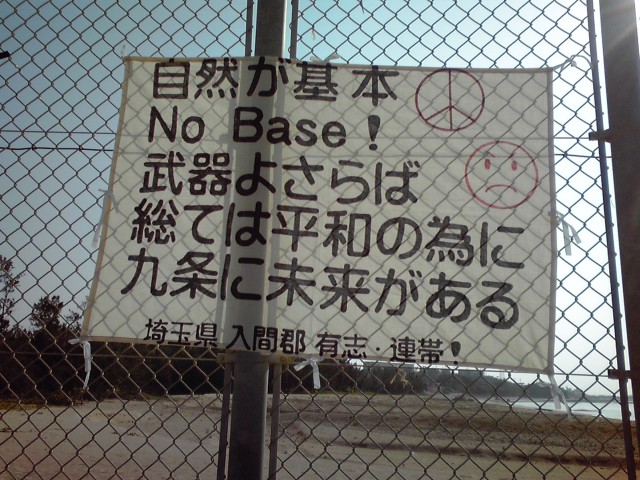 自然が基本
No Base!
武器よさらば
総ては平和の為に
九条に未来がある
埼玉県 入間郡 有志・連帯!